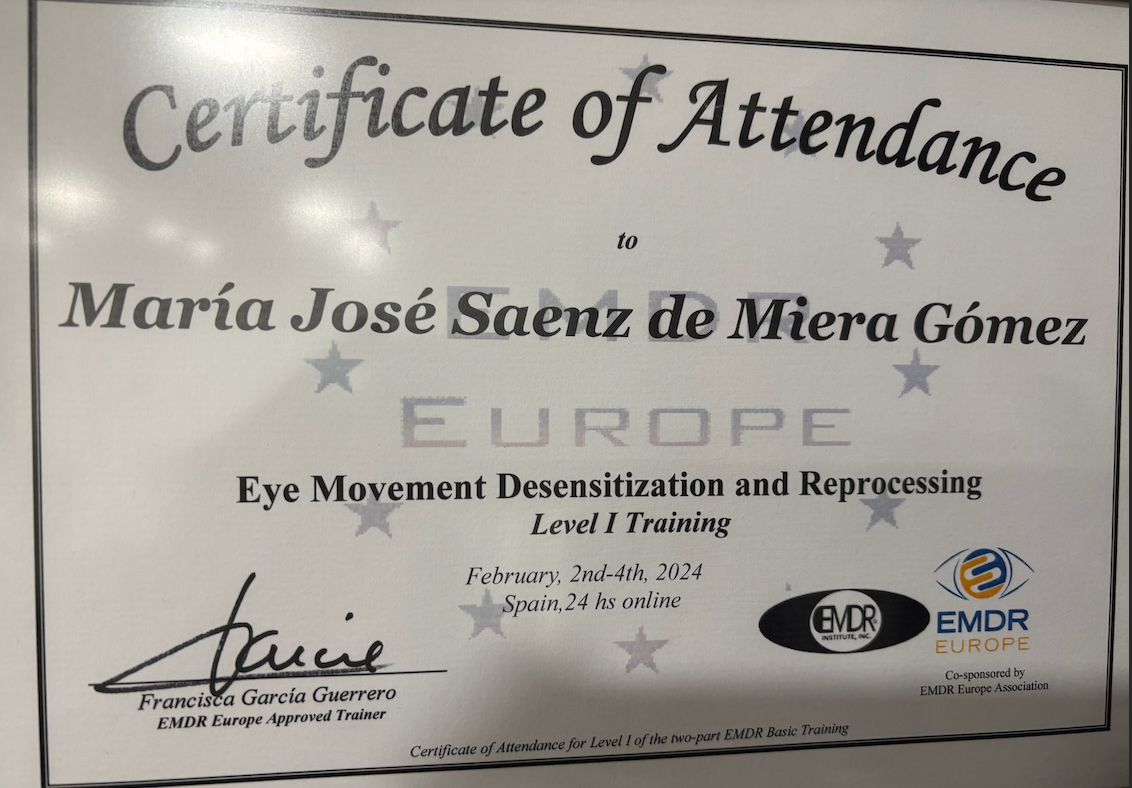 Certificate of Attendance
to
María José Saenz de Miera Gómez
EMDR
EUROPE
Eye Movement Desensitization and Reprocessing
Level I Training
February, 2nd-4th, 2024
Spain,24 hs online
Francisca García Guerrero
EMDR Europe Approved Trainer
EMDR®
INSTITUTE, INC.
EMDR
EUROPE
Co-sponsored by
EMDR Europe Association
Certificate of Attendance for Level I of the two-part EMDR Basic Training